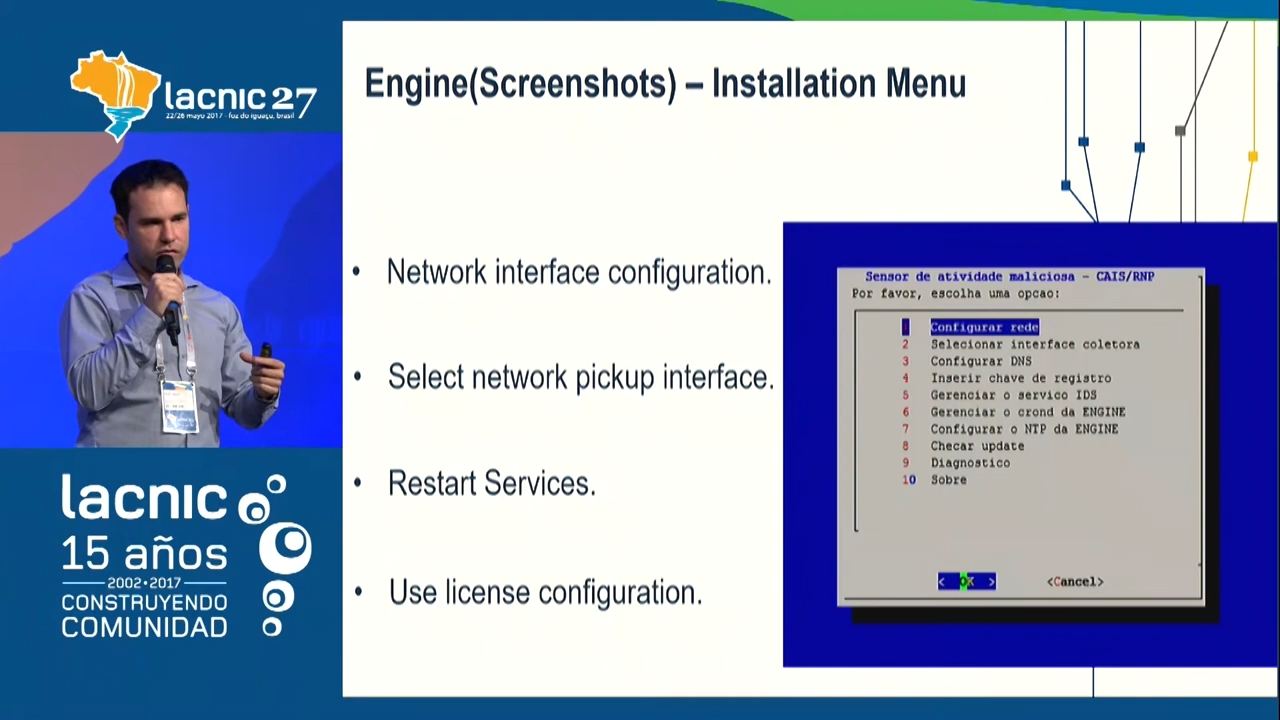 lacnic 27
22/26 mayo 2017 - foz do iguaçu, brasil
Engine(Screenshots) – Installation Menu
• Network interface configuration.
• Select network pickup interface.
• Restart Services.
• Use license configuration.
Sensor de atividade maliciosa - CAIS/RNP
Por favor, escolha uma opcao:
1 Configurar rede
2 Selecionar interface coletora
3 Configurar DNS
4 Inserir chave de registro
5 Gerenciar o servico IDS
6 Gerenciar o crond da ENGINE
7 Configurar o NTP da ENGINE
8 Checar update
9 Diagnostico
10 Sobre
< OK >
<Cancel>
lacnic
15 años
2002•2017
CONSTRUYENDO
COMUNIDAD